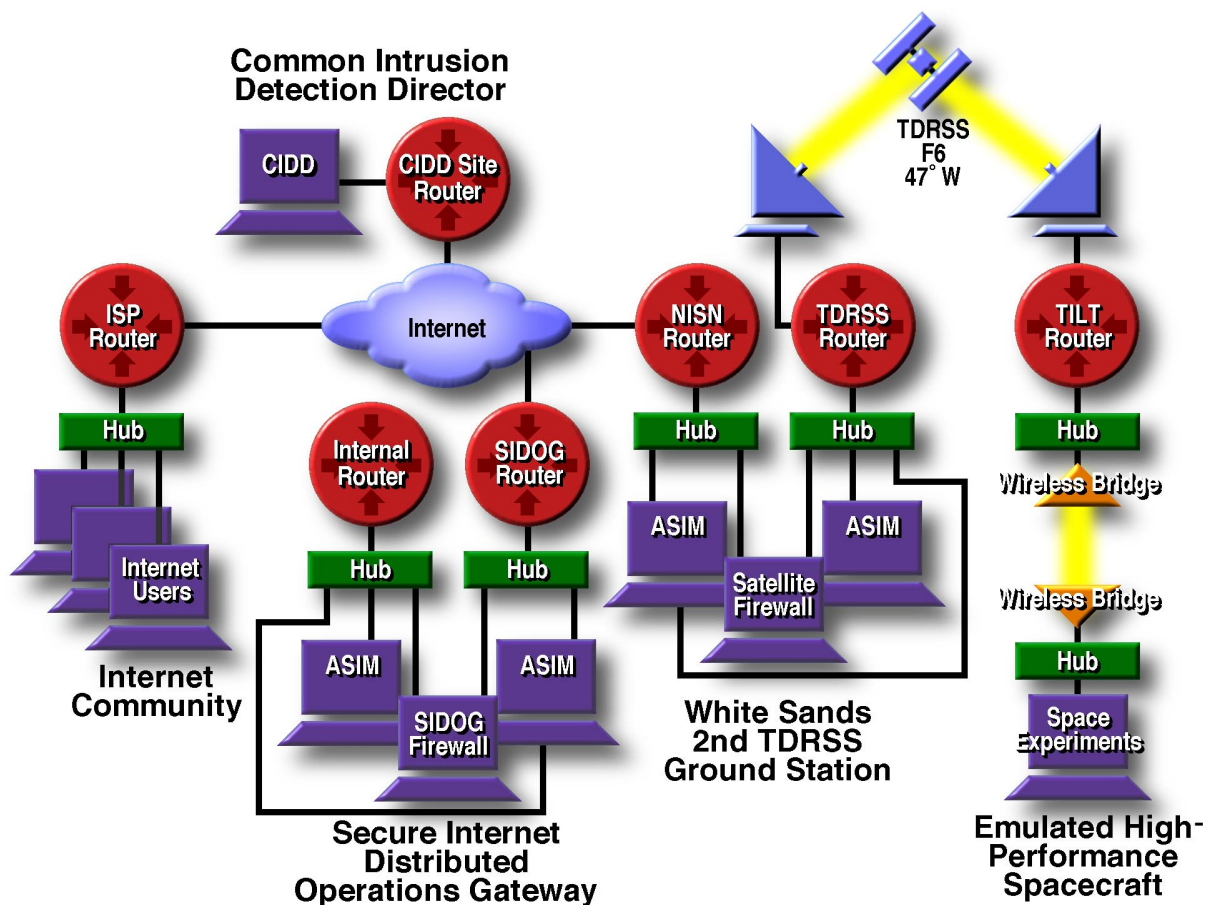 Common Intrusion
Detection Director
CIDD
CIDD Site
Router
TDRSS
F6
47° W
ISP
Router
Internet
NISN
Router
TDRSS
Router
TILT
Router
Hub
Internal
Router
SIDOG
Router
Hub
Hub
Hub
Wireless Bridge
ASIM
ASIM
Internet
Users
Hub
Hub
Satellite
Firewall
Wireless Bridge
Internet
Community
ASIM
ASIM
SIDOG
Firewall
White Sands
2nd TDRSS
Ground Station
Hub
Space
Experiments
Secure Internet
Distributed
Operations Gateway
Emulated High-
Performance
Spacecraft